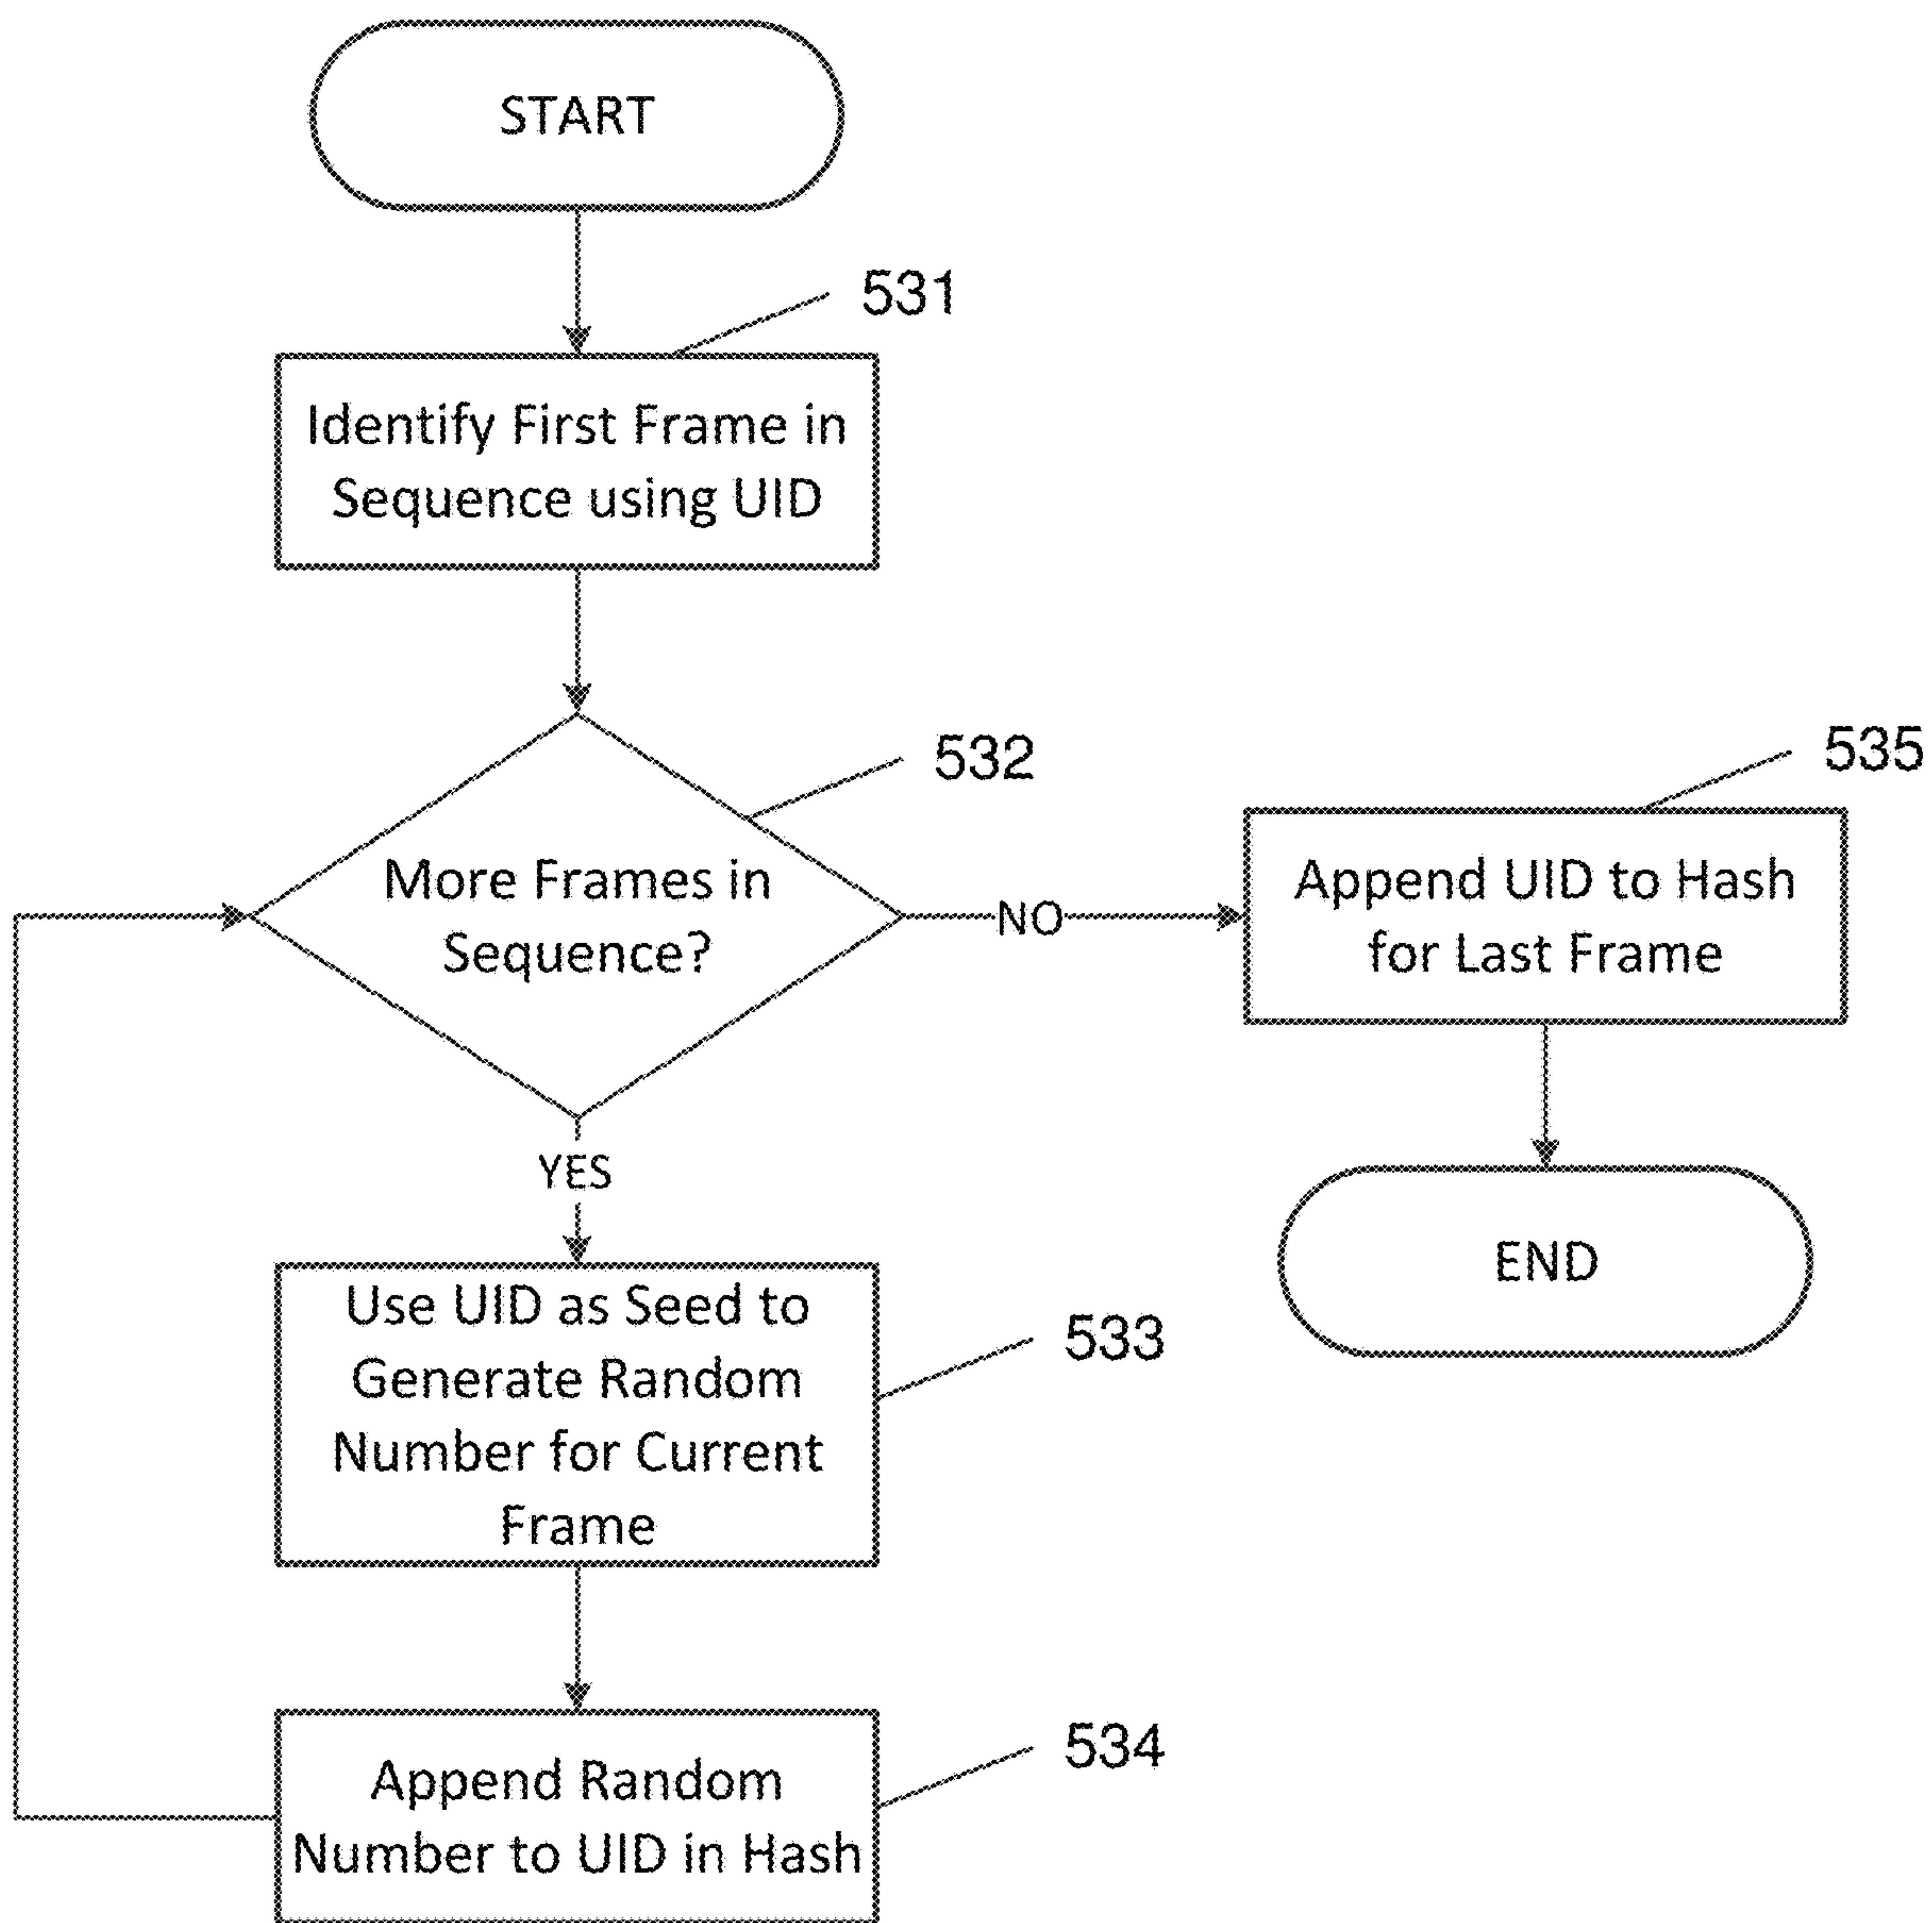 START
531
Identify First Frame in
Sequence using UID
532
More Frames in
Sequence?
NO
535
Append UID to Hash
for Last Frame
YES
END
Use UID as Seed to
Generate Random
Number for Current
Frame
533
Append Random
Number to UID in Hash
534